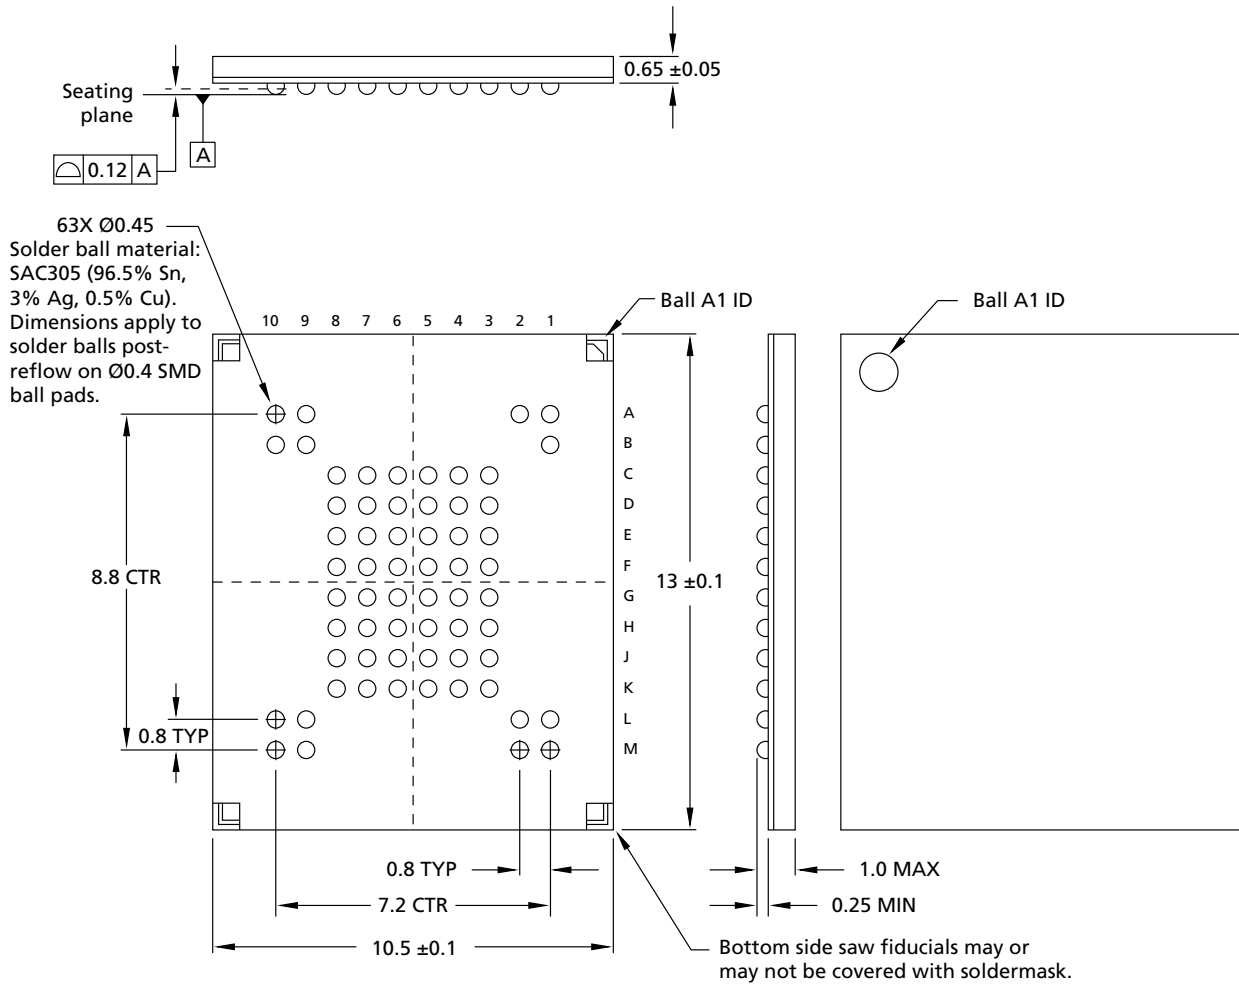 0.65 ±0.05
Seating
plane
A
0.12 A
63X Ø0.45
Solder ball material:
SAC305 (96.5% Sn,
3% Ag, 0.5% Cu).
Dimensions apply to
solder balls post-
reflow on Ø0.4 SMD
ball pads.
Ball A1 ID
Ball A1 ID
10 9 8 7 6 5 4 3 2 1
A
B
C
D
E
F
G
H
J
K
L
M
8.8 CTR
13 ±0.1
0.8 TYP
0.8 TYP
1.0 MAX
7.2 CTR
0.25 MIN
10.5 ±0.1
Bottom side saw fiducials may or
may not be covered with soldermask.